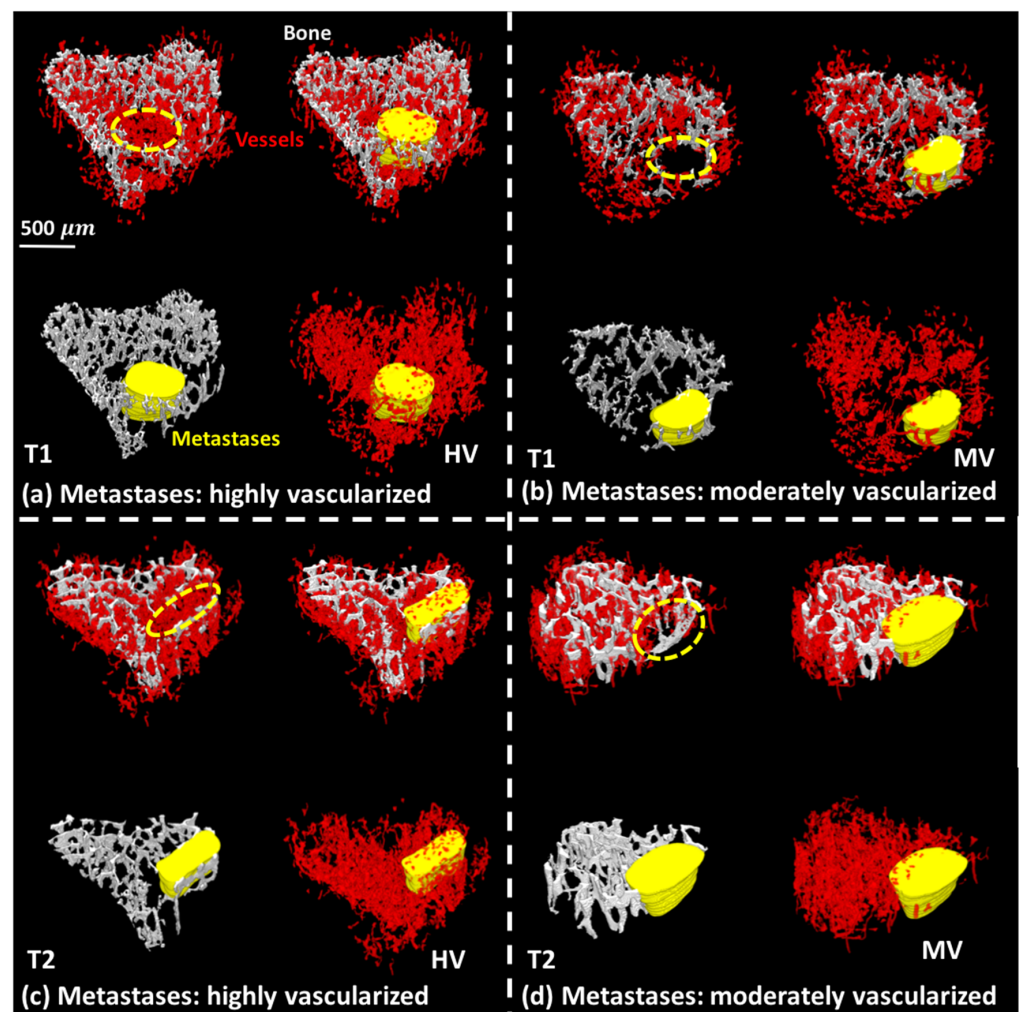 Bone
Vessels
500 μm
Metastases
T1
HV
(a) Metastases: highly vascularized
T1
MV
(b) Metastases: moderately vascularized
T2
HV
(c) Metastases: highly vascularized
T2
MV
(d) Metastases: moderately vascularized